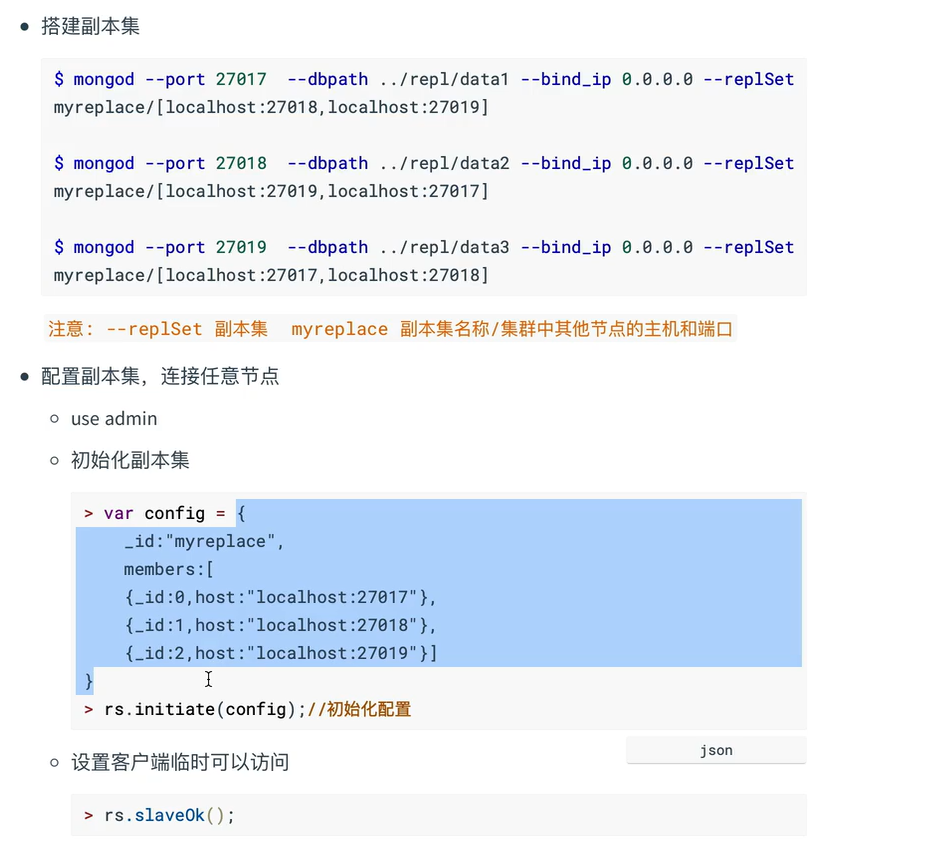 搭建副本集
$ mongod --port 27017  --dbpath ../repl/data1 --bind_ip 0.0.0.0 --replSet
myreplace/[localhost:27018,localhost:27019]
$ mongod --port 27018  --dbpath ../repl/data2 --bind_ip 0.0.0.0 --replSet
myreplace/[localhost:27019,localhost:27017]
$ mongod --port 27019  --dbpath ../repl/data3 --bind_ip 0.0.0.0 --replSet
myreplace/[localhost:27017,localhost:27018]
注意: --replSet 副本集  myreplace 副本集名称/集群中其他节点的主机和端口
配置副本集，连接任意节点
use admin
初始化副本集
> var config = {
_id:"myreplace",
members:[
{_id:0,host:"localhost:27017"},
{_id:1,host:"localhost:27018"},
{_id:2,host:"localhost:27019"}]
}
> rs.initiate(config);//初始化配置
json
设置客户端临时可以访问
> rs.slaveOk();